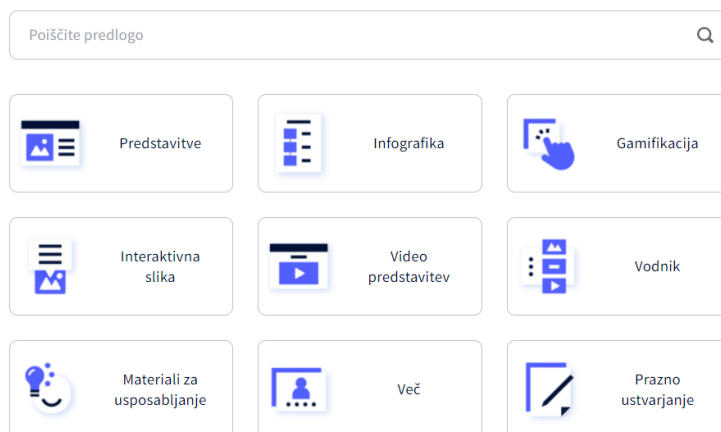 Poiščite predlogo
Predstavitve
Infografika
Gamifikacija
Interaktivna
slika
Video
predstavitev
Vodnik
Materiali za
usposabljanje
Več
Prazno
ustvarjanje